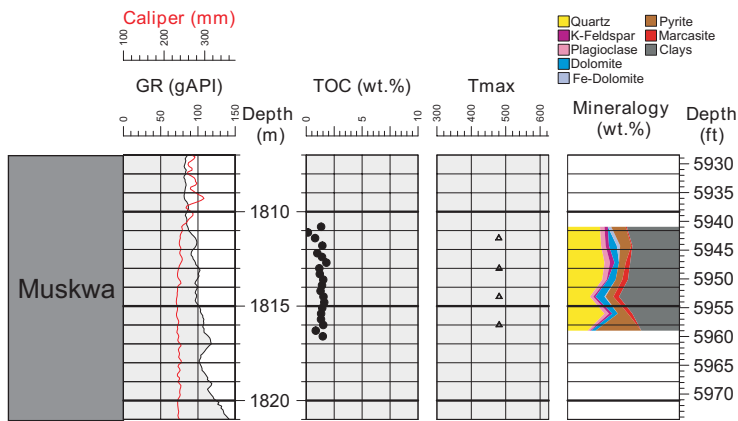 Caliper (mm)
100 200 300
GR (gAPI)
0 50 100 150
Depth
(m)
TOC (wt.%)
0 5 10
Tmax
300 400 500 600
Quartz
K-Feldspar
Plagioclase
Dolomite
Fe-Dolomite
Pyrite
Marcasite
Clays
Mineralogy
(wt.%)
Depth
(ft)
Muskwa
1810
1815
1820
5930
5935
5940
5945
5950
5955
5960
5965
5970